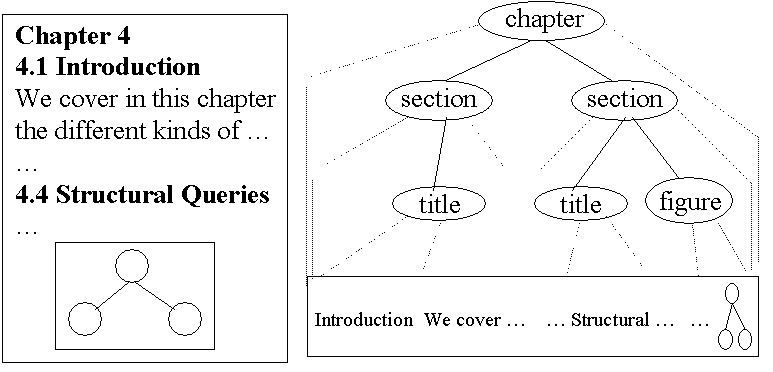 Chapter 4
4.1 Introduction
We cover in this chapter
the different kinds of …
…
4.4 Structural Queries
…
chapter
section section
title title figure
Introduction We cover … … Structural … …